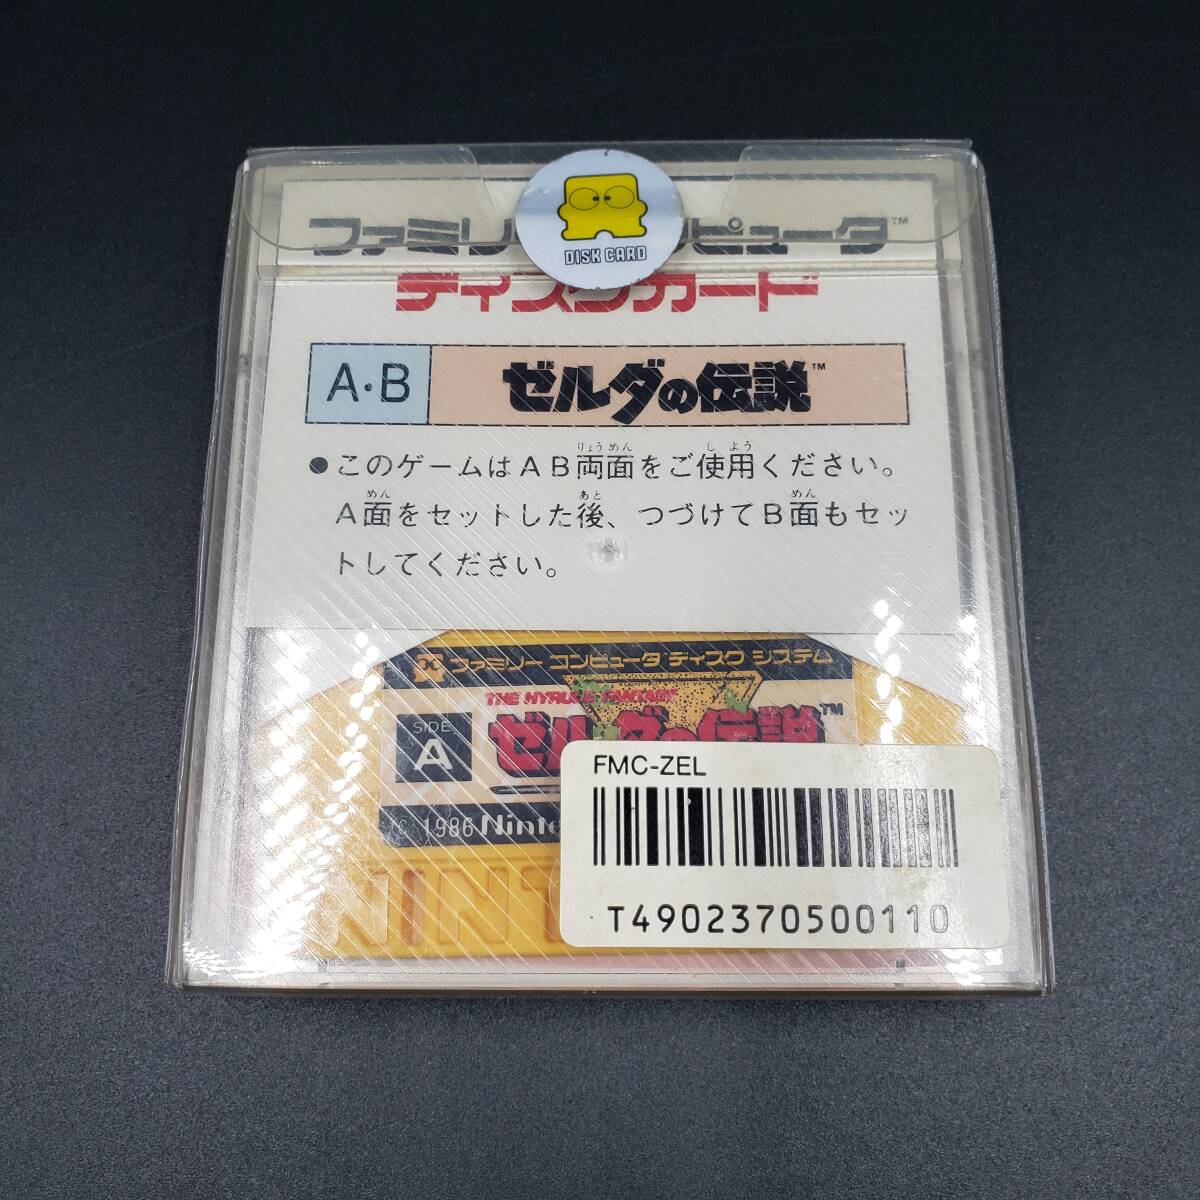 DISK CARD
ファミリーコンピュータ™
ディスクカード
A・B
ゼルダの伝説™
●このゲームはAB両面をご使用ください。
りょうめん
しよう
A面をセットした後、つづけてB面もセッ
めん
あと
めん
トしてください。
ファミリー コンピュータ ディスク システム
THE HYRULE FANTASY
SIDE
A
ゼルダの伝説™
1986 Ninte
NINT
FMC-ZEL
T4902370500110